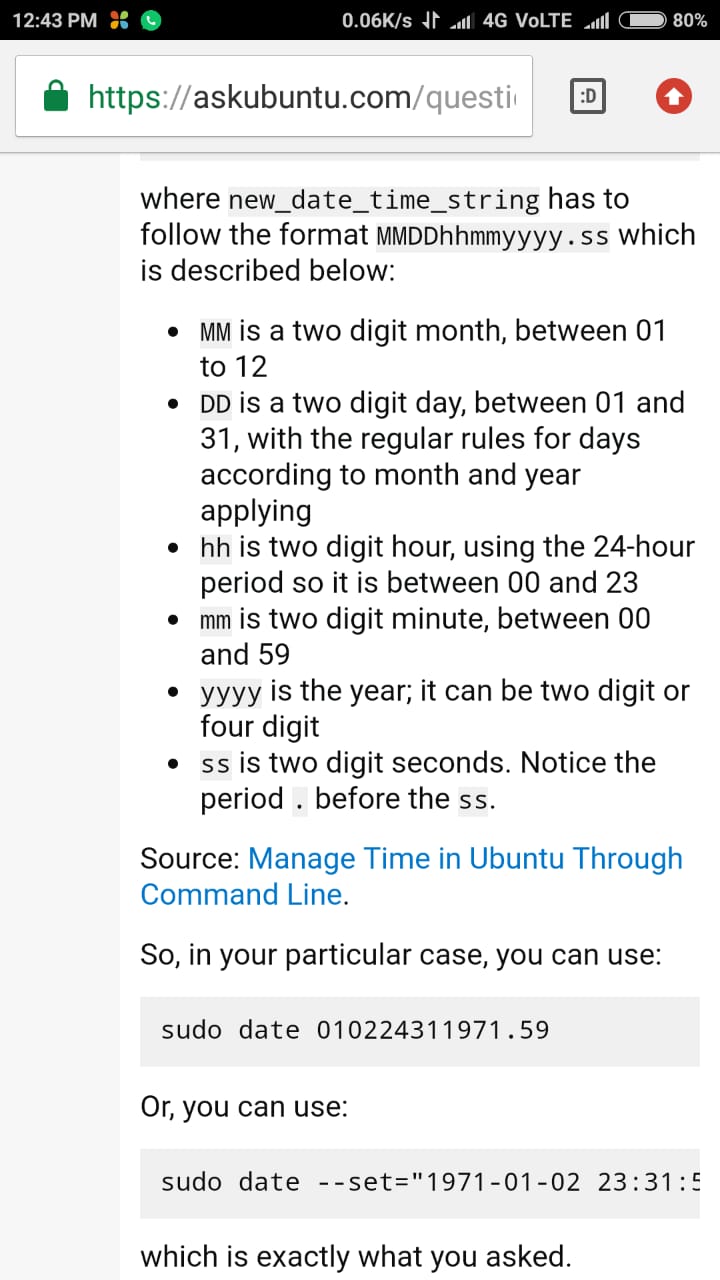 12:43 PM 0.06K/s 4G VoLTE 80%
https://askubuntu.com/questi
:D
where new_date_time_string has to
follow the format MMDDhhmmyyyy.ss which
is described below:
• MM is a two digit month, between 01
to 12
• DD is a two digit day, between 01 and
31, with the regular rules for days
according to month and year
applying
• hh is two digit hour, using the 24-hour
period so it is between 00 and 23
• mm is two digit minute, between 00
and 59
• yyyy is the year; it can be two digit or
four digit
• ss is two digit seconds. Notice the
period . before the ss.
Source: Manage Time in Ubuntu Through
Command Line.
So, in your particular case, you can use:
sudo date 010224311971.59
Or, you can use:
sudo date --set="1971-01-02 23:31:5
which is exactly what you asked.